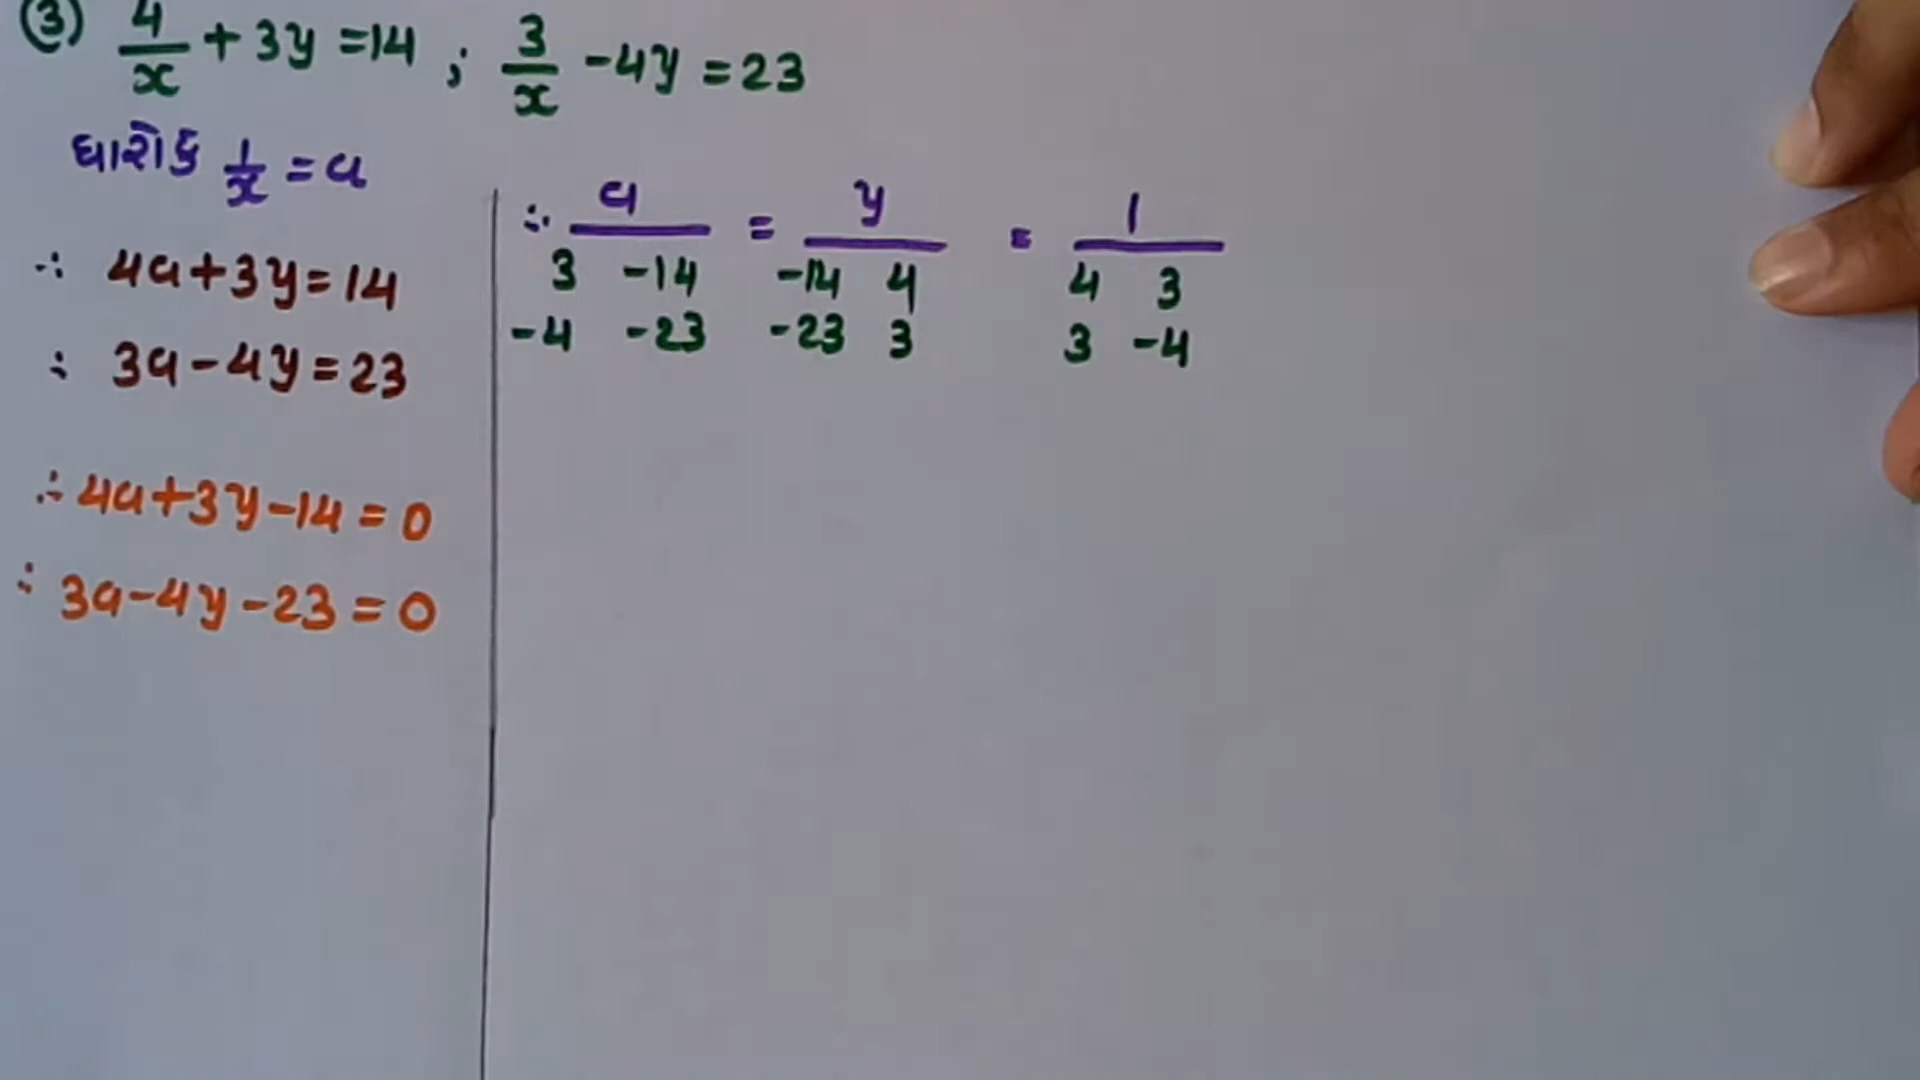 ③ 4/x + 3y = 14 ; 3/x - 4y = 23
ધારોકે 1/x = a
∴ 4a + 3y = 14
∴ 3a - 4y = 23
∴ 4a + 3y - 14 = 0
∴ 3a - 4y - 23 = 0
∴ a = y = 1
3 -14 -14 4 4 3
-4 -23 -23 3 3 -4